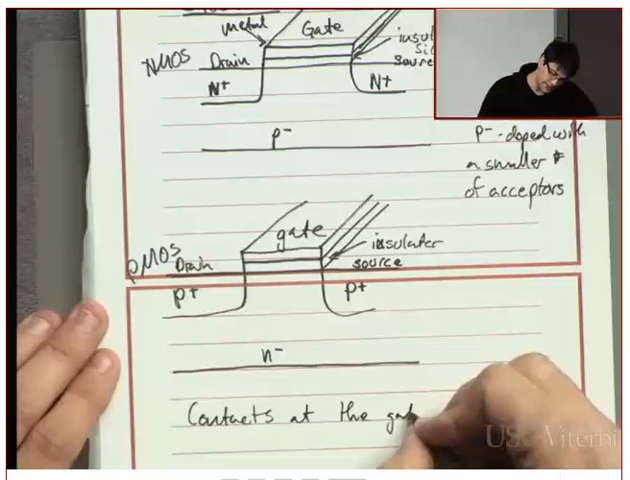 metal
Gate
NMOS Drain
insul
Si
source
N+
N+
p-
p- -doped with
a smaller #
of acceptors
gate
pMOS Drain
insulator
source
p+
p+
n-
Contacts at the gat
USC Viterbi